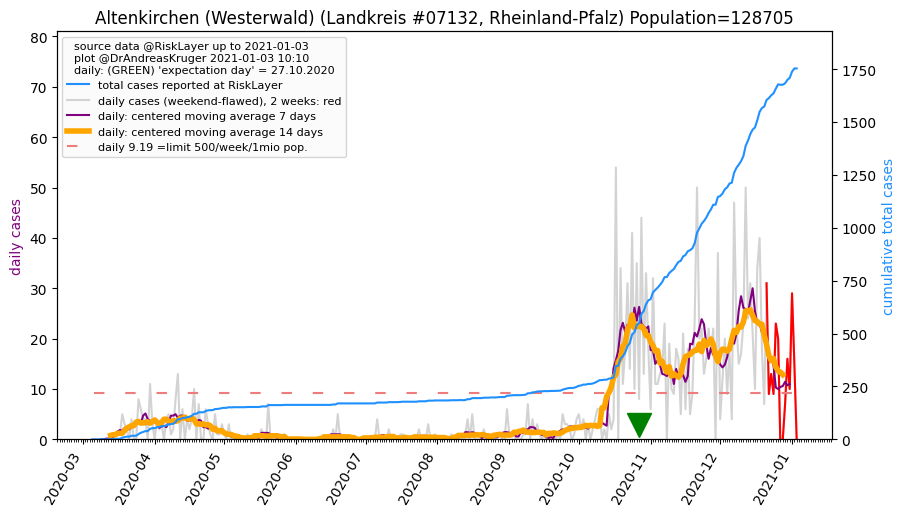 Altenkirchen (Westerwald) (Landkreis #07132, Rheinland-Pfalz) Population=128705
source data @RiskLayer up to 2021-01-03
plot @DrAndreasKruger 2021-01-03 10:10
daily: (GREEN) 'expectation day' = 27.10.2020
total cases reported at RiskLayer
daily cases (weekend-flawed), 2 weeks: red
daily: centered moving average 7 days
daily: centered moving average 14 days
daily 9.19 =limit 500/week/1mio pop.
daily cases
80
70
60
50
40
30
20
10
0
cumulative total cases
1750
1500
1250
1000
750
500
250
0
2020-03
2020-04
2020-05
2020-06
2020-07
2020-08
2020-09
2020-10
2020-11
2020-12
2021-01